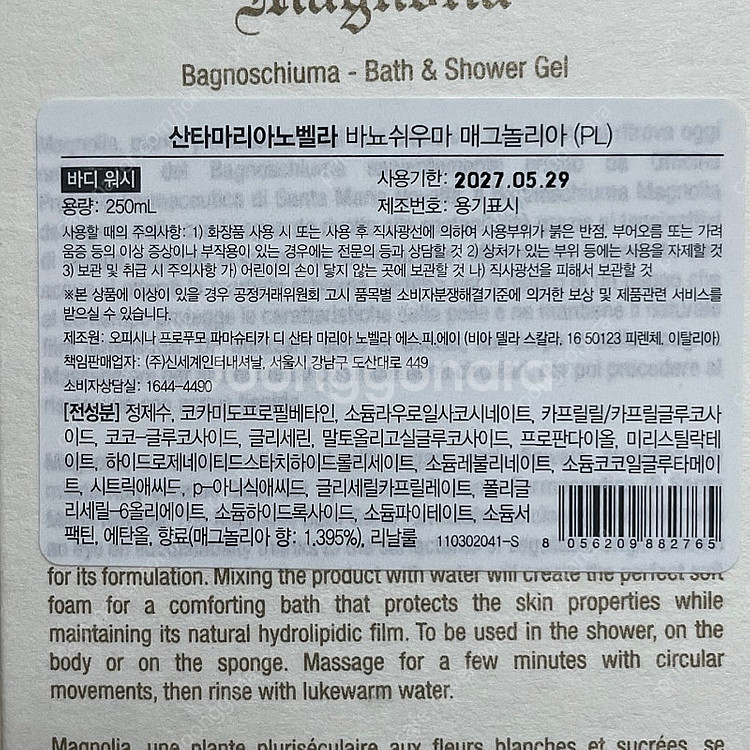 Magnolia
Bagnoschiuma - Bath & Shower Gel
산타마리아노벨라 바뇨쉬우마 매그놀리아 (PL)
바디 워시
사용기한: 2027.05.29
용량: 250mL
제조번호: 용기표시
사용할 때의 주의사항: 1) 화장품 사용 시 또는 사용 후 직사광선에 의하여 사용부위가 붉은 반점, 부어오름 또는 가려
움증 등의 이상 증상이나 부작용이 있는 경우에는 전문의 등과 상담할 것 2) 상처가 있는 부위 등에는 사용을 자제할 것
3) 보관 및 취급 시 주의사항 가) 어린이의 손이 닿지 않는 곳에 보관할 것 나) 직사광선을 피해서 보관할 것
※본 상품에 이상이 있을 경우 공정거래위원회 고시 품목별 소비자분쟁해결기준에 의거한 보상 및 제품관련 서비스를
받으실 수 있습니다.
제조원: 오피시나 프로푸모 파마슈티카 디 산타 마리아 노벨라 에스.피.에이 (비아 델라 스칼라, 16 50123 피렌체, 이탈리아)
책임판매업자: (주)신세계인터내셔날, 서울시 강남구 도산대로 449
소비자상담실: 1644-4490
joonggonara
[전성분] 정제수, 코카미도프로필베타인, 소듐라우로일사코시네이트, 카프릴릴/카프릴글루코사
이드, 코코-글루코사이드, 글리세린, 말토올리고실글루코사이드, 프로판다이올, 미리스틸락테
이트, 하이드로제네이티드스타치하이드롤리세이트, 소듐레불리네이트, 소듐코코일글루타메이
트, 시트릭애씨드, p-아니식애씨드, 글리세릴카프릴레이트, 폴리글
리세릴-6올리에이트, 소듐하이드록사이드, 소듐파이테이트, 소듐서
팩틴, 에탄올, 향료(매그놀리아 향: 1.395%), 리날룰 110302041-S
8 056209 882765
for its formulation. Mixing the product with water will create the perfect soft
foam for a comforting bath that protects the skin properties while
maintaining its natural hydrolipidic film. To be used in the shower, on the
body or on the sponge. Massage for a few minutes with circular
movements, then rinse with lukewarm water.
Magnolia, une plante pluriséculaire aux fleurs blanches et sucrées, se